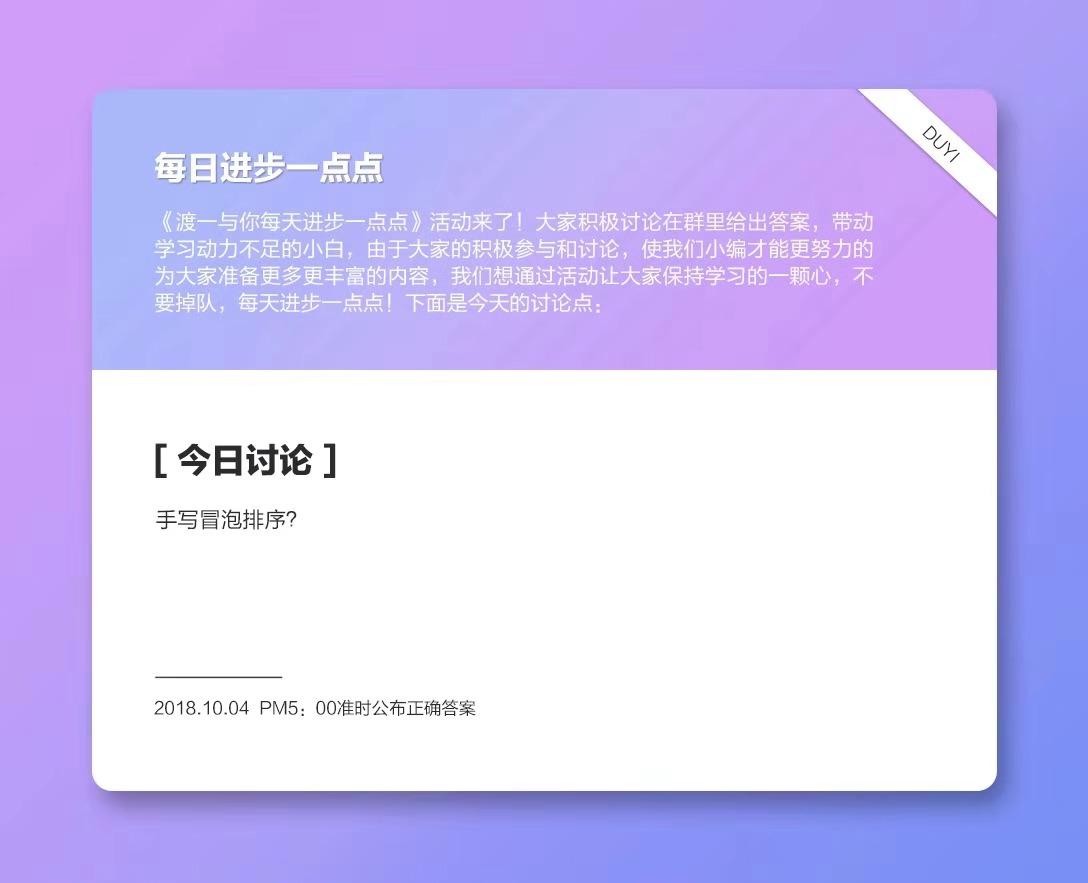 DUYI
每日进步一点点
《渡一与你每天进步一点点》活动来了！大家积极讨论在群里给出答案，带动
学习动力不足的小白，由于大家的积极参与和讨论，使我们小编才能更努力的
为大家准备更多更丰富的内容，我们想通过活动让大家保持学习的一颗心，不
要掉队，每天进步一点点！下面是今天的讨论点：
[ 今日讨论 ]
手写冒泡排序?
2018.10.04 PM5：00准时公布正确答案